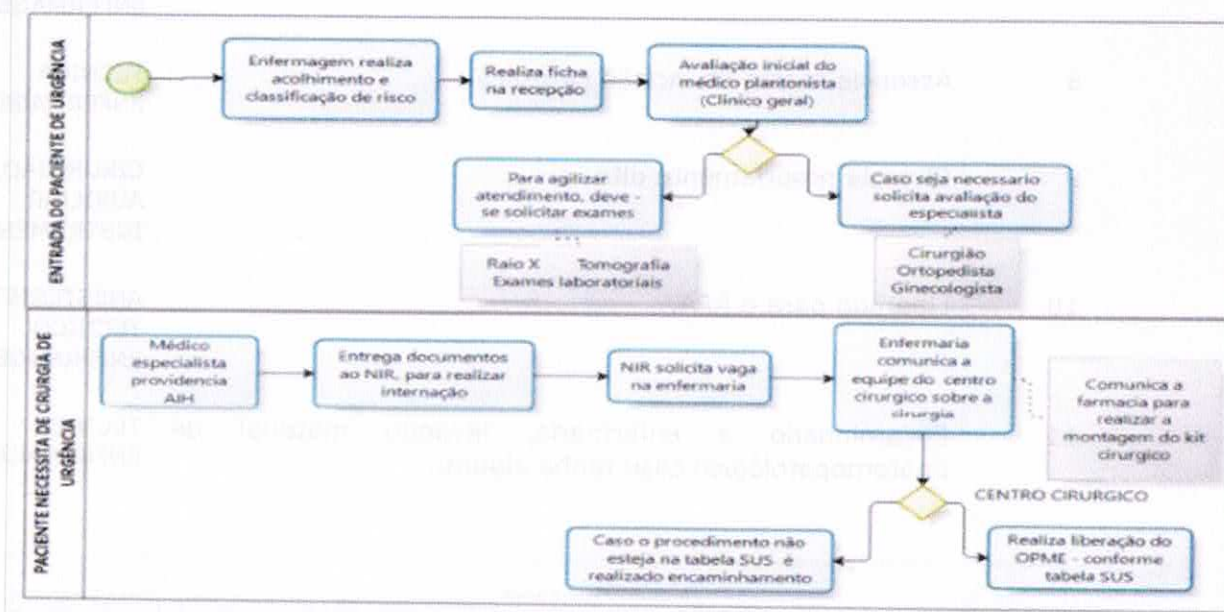 ENTRADA DO PACIENTE DE URGÊNCIA
Enfermagem realiza
acolhimento e
classificação de risco
Realiza ficha
na recepção
Avaliação inicial do
médico plantonista
(Clinico geral)
Para agilizar
atendimento, deve -
se solicitar exames
Caso seja necessario
solicita avaliação do
especialista
Raio X Tomografia
Exames laboratoriais
Cirurgião
Ortopedista
Ginecologista
PACIENTE NECESSITA DE CRURGIA DE
URGÊNCIA
Médico
especialista
providencia
AIH
Entrega documentos
ao NIR, para realizar
internação
NIR solicita vaga
na enfermaria
Enfermaria
comunica a
equipe do centro
cirurgico sobre a
cirurgia
Comunica a
farmacia para
realizar a
montagem do kit
cirurgico
CENTRO CIRURGICO
Caso o procedimento não
esteja na tabela SUS é
realizado encaminhamento
Realiza liberação do
OPME - conforme
tabela SUS